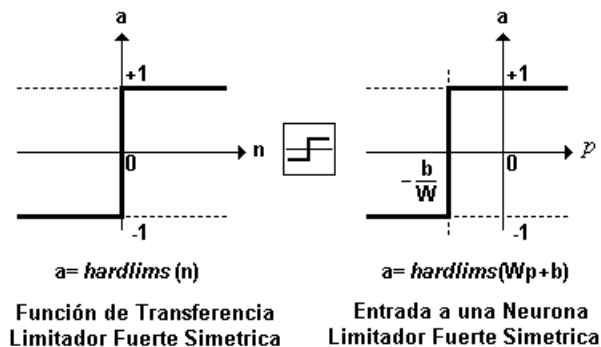 a
+1
n
0
-1
a= hardlims (n)
Función de Transferencia
Limitador Fuerte Simetrica
a
+1
p
0
-b/W
-1
a= hardlims(Wp+b)
Entrada a una Neurona
Limitador Fuerte Simetrica